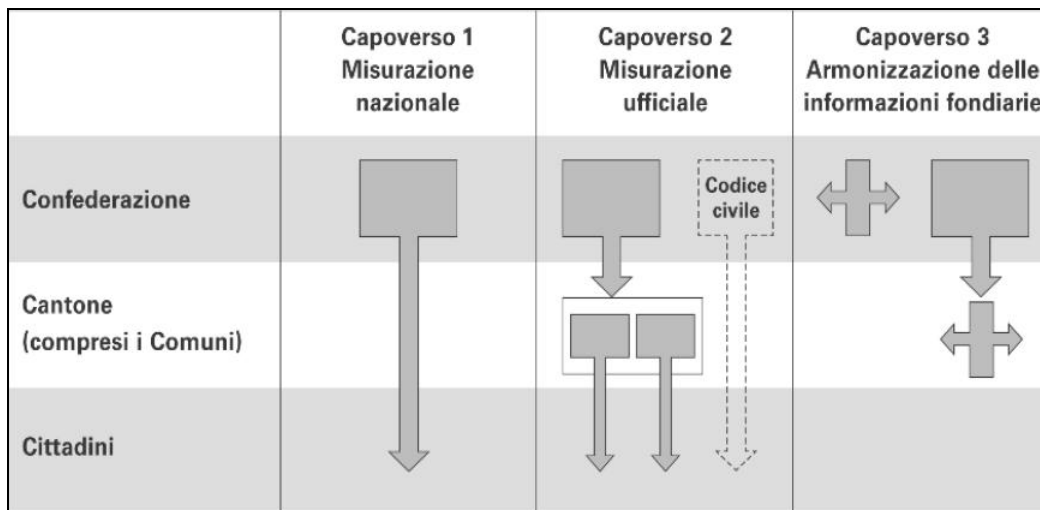 Capoverso 1
Misurazione
nazionale
Capoverso 2
Misurazione
ufficiale
Capoverso 3
Armonizzazione delle
informazioni fondiarie
Confederazione
Codice
civile
Cantone
(compresi i Comuni)
Cittadini